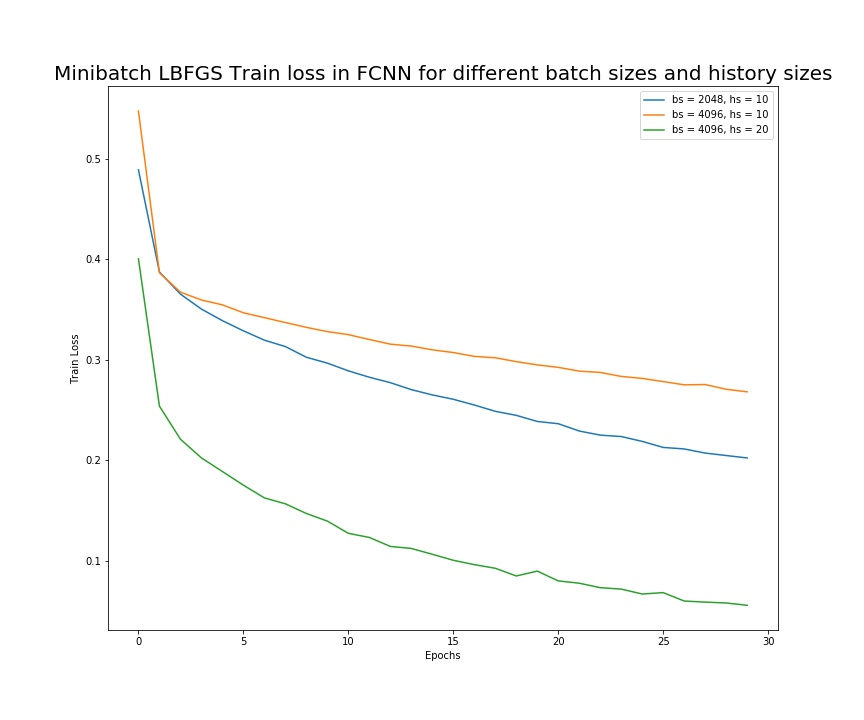 Minibatch LBFGS Train loss in FCNN for different batch sizes and history sizes
bs = 2048, hs = 10
bs = 4096, hs = 10
bs = 4096, hs = 20
0.5
0.4
0.3
0.2
0.1
Train Loss
0 5 10 15 20 25 30
Epochs